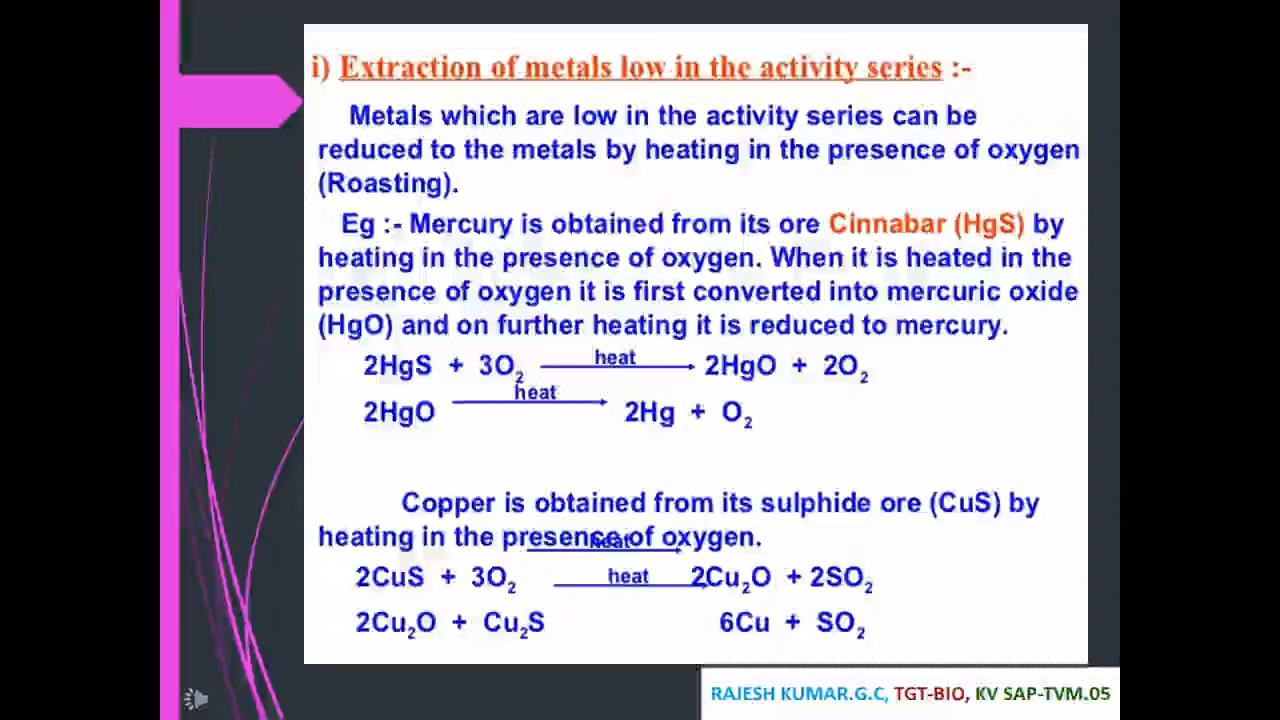 i) Extraction of metals low in the activity series :-
Metals which are low in the activity series can be
reduced to the metals by heating in the presence of oxygen
(Roasting).
Eg :- Mercury is obtained from its ore Cinnabar (HgS) by
heating in the presence of oxygen. When it is heated in the
presence of oxygen it is first converted into mercuric oxide
(HgO) and on further heating it is reduced to mercury.
heat
2HgS + 3O₂ → 2HgO + 2O₂
heat
2HgO → 2Hg + O₂
Copper is obtained from its sulphide ore (CuS) by
heating in the presense of oxygen.
heat
2CuS + 3O₂ heat → 2Cu₂O + 2SO₂
2Cu₂O + Cu₂S 6Cu + SO₂
RAJESH KUMAR.G.C, TGT-BIO, KV SAP-TVM.05